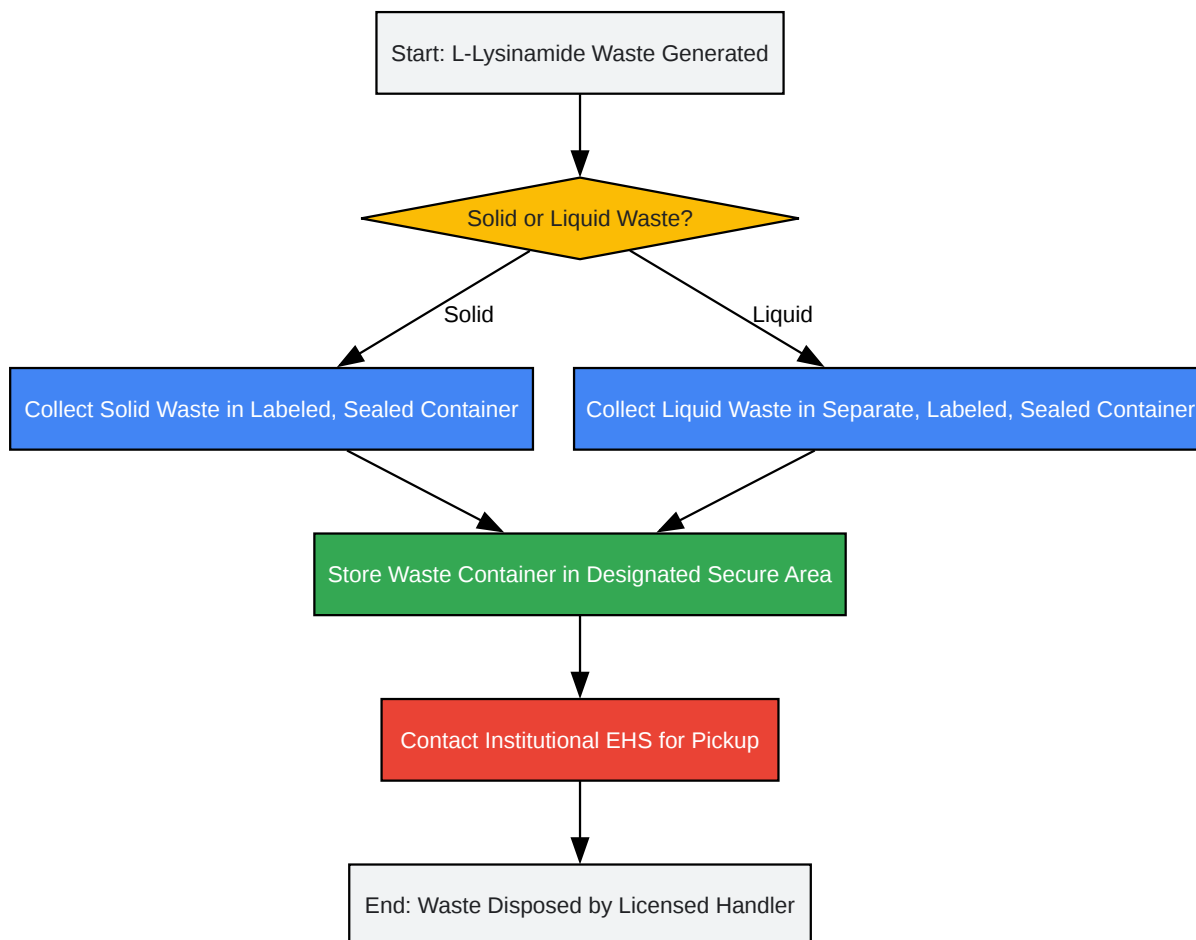 Start: L-Lysinamide Waste Generated
Solid or Liquid Waste?
Solid
Liquid
Collect Solid Waste in Labeled, Sealed Container
Collect Liquid Waste in Separate, Labeled, Sealed Container
Store Waste Container in Designated Secure Area
Contact Institutional EHS for Pickup
End: Waste Disposed by Licensed Handler